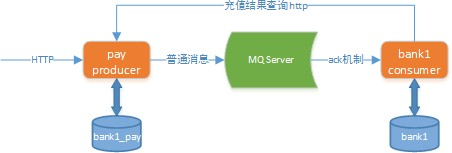 充值结果查询http
HTTP
pay
producer
普通消息
MQ Server
ack机制
bank1
consumer
bank1_pay
bank1